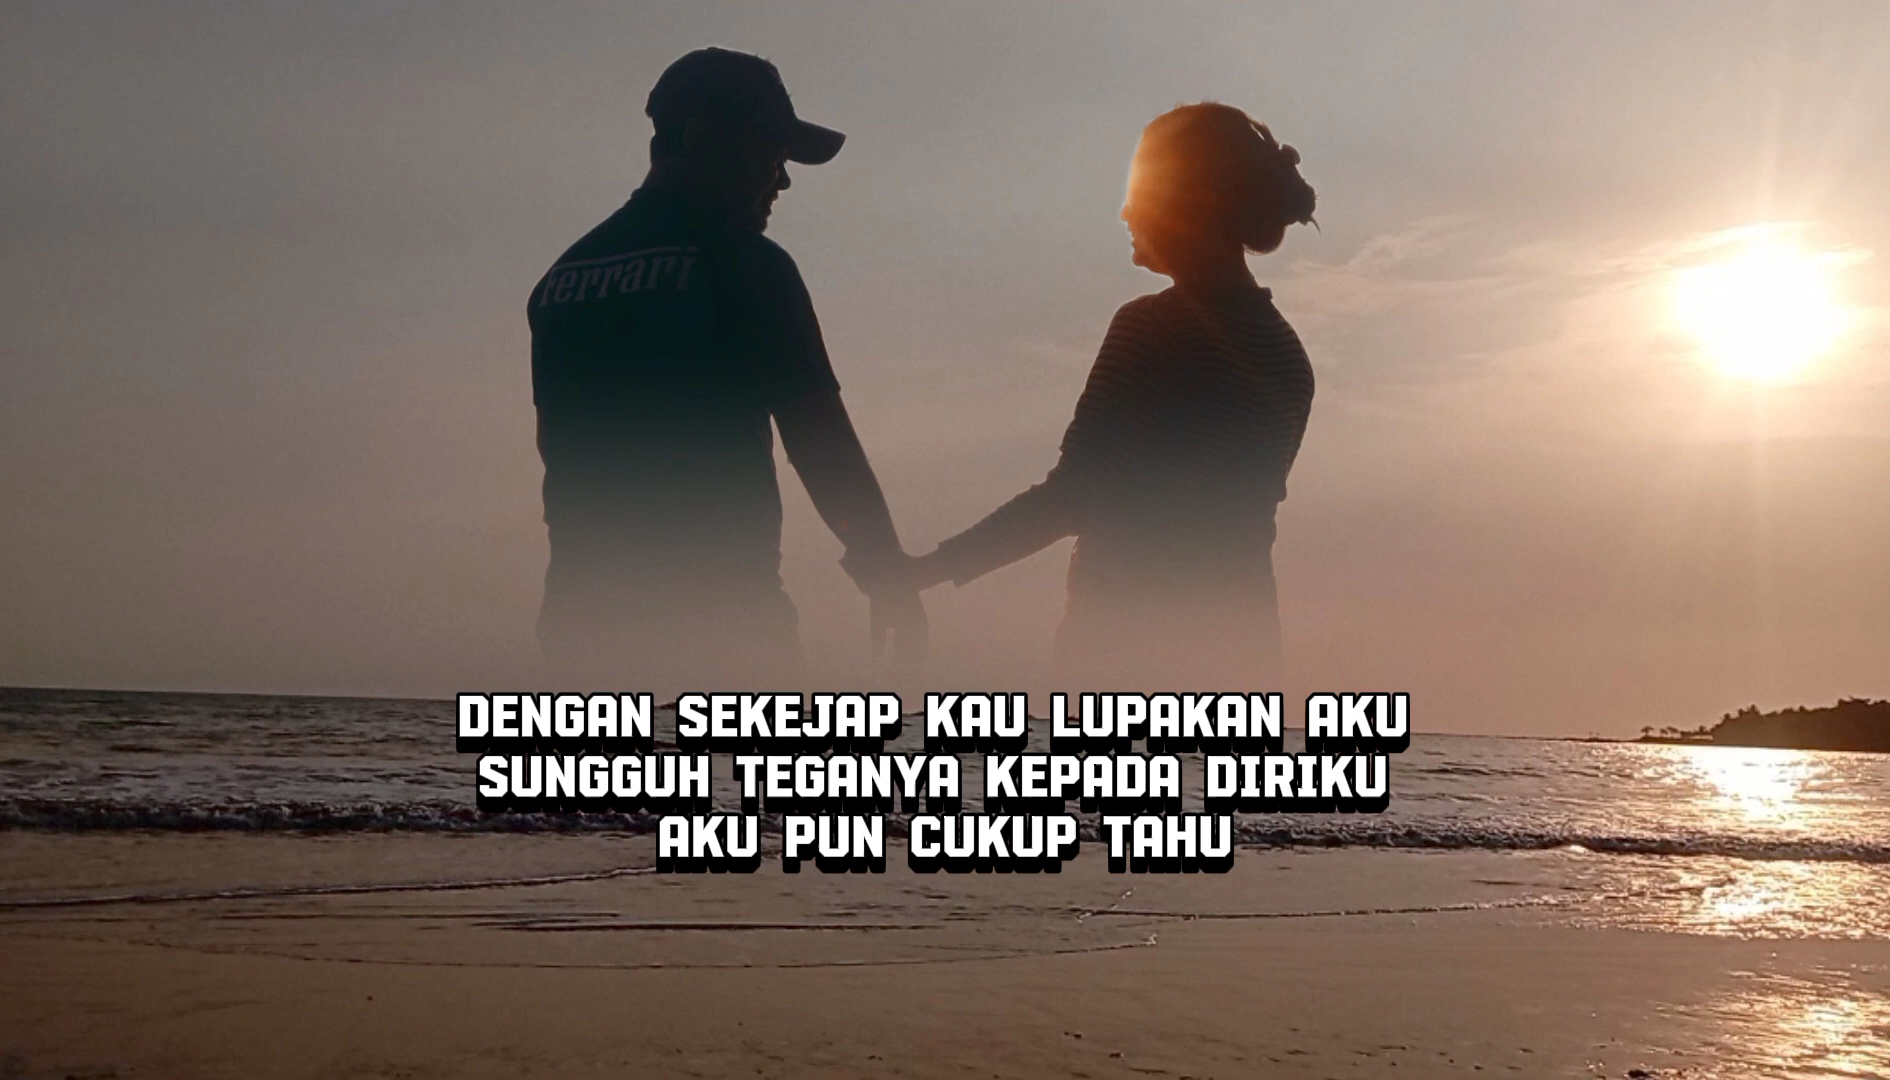 Ferrari
DENGAN SEKEJAP KAU LUPAKAN AKU
SUNGGUH TEGANYA KEPADA DIRIKU
AKU PUN CUKUP TAHU